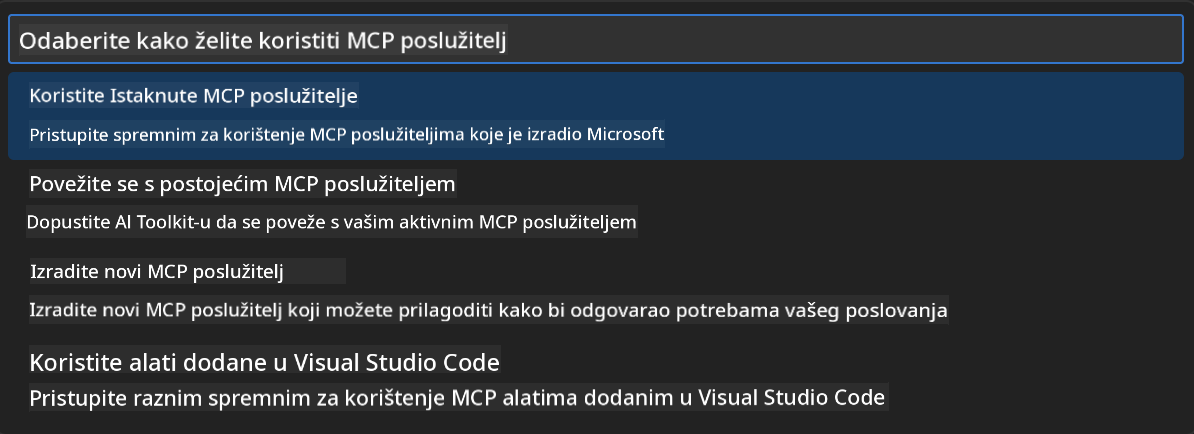 Odaberite kako želite koristiti MCP poslužitelj
Koristite Istaknute MCP poslužitelje
Pristupite spremnim za korištenje MCP poslužiteljima koje je izradio Microsoft
Povežite se s postojećim MCP poslužiteljem
Dopustite AI Toolkit-u da se poveže s vašim aktivnim MCP poslužiteljem
Izradite novi MCP poslužitelj
Izradite novi MCP poslužitelj koji možete prilagoditi kako bi odgovarao potrebama vašeg poslovanja
Koristite alati dodane u Visual Studio Code
Pristupite raznim spremnim za korištenje MCP alatima dodanim u Visual Studio Code